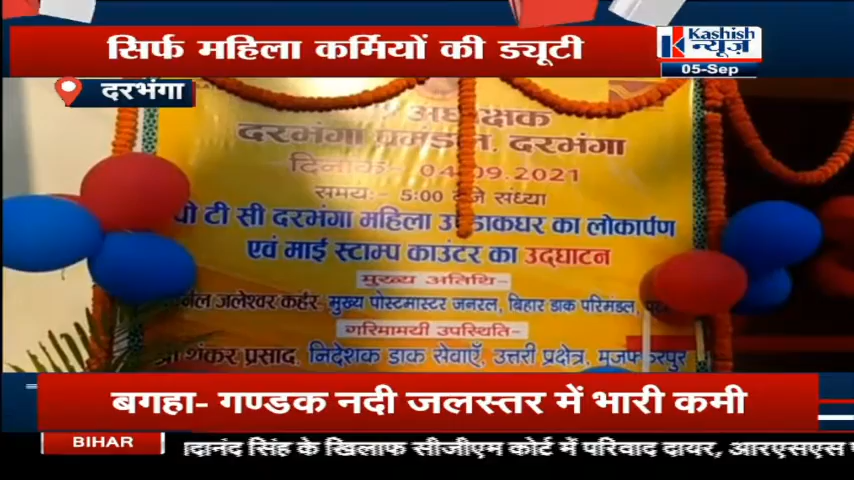 सिर्फ महिला कर्मियों की ड्यूटी
Kashish
न्यूज़
05-Sep
दरभंगा
दरभंगा प्रमंडल, दरभंगा
दिनांक - 04.09.2021
समय:- 5:00 बजे संध्या
पी टी सी दरभंगा महिला उपडाकघर का लोकार्पण
एवं माई स्टाम्प काउंटर का उद्घाटन
मुख्य अतिथि-
जलेश्वर कहँर- मुख्य पोस्टमास्टर जनरल, बिहार डाक परिमंडल,
गरिमामयी उपस्थिति-
शंकर प्रसाद, निदेशक डाक सेवाएँ, उत्तरी प्रक्षेत्र, मुजफ्फरपुर
बगहा- गण्डक नदी जलस्तर में भारी कमी
BIHAR
सिंह के खिलाफ सीजीएम कोर्ट में परिवाद दायर, आरएसएस